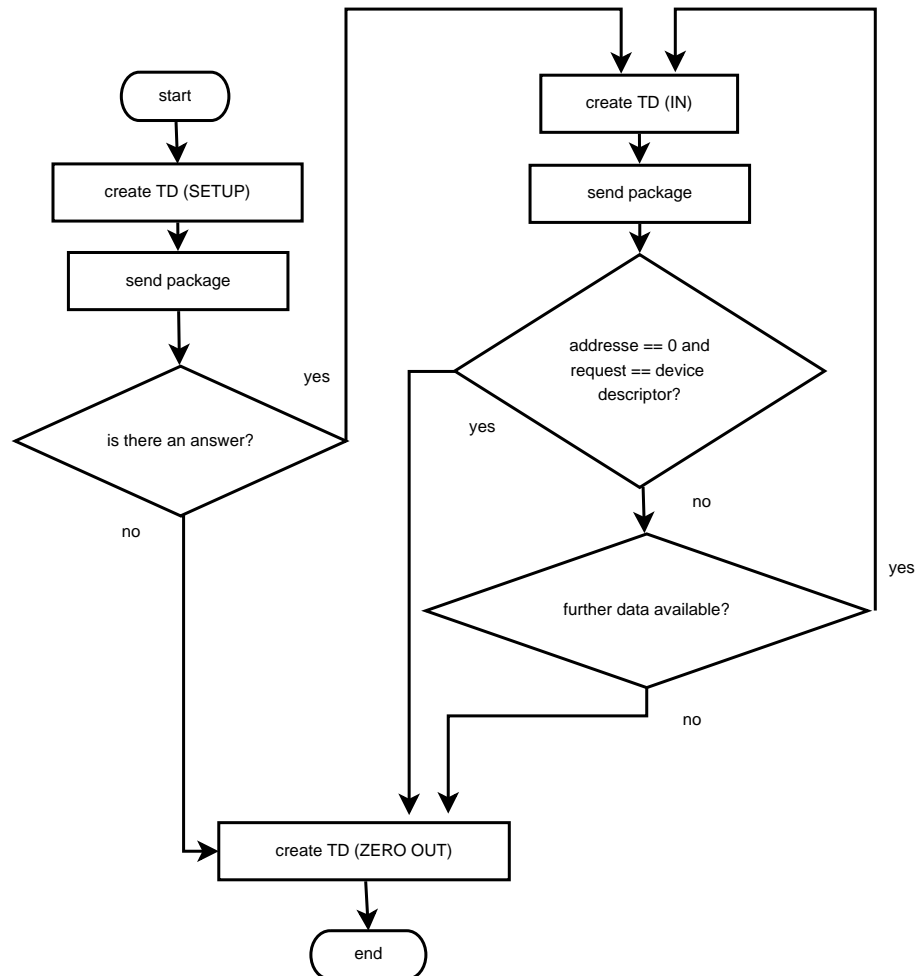 start
create TD (SETUP)
send package
is there an answer?
yes
no
create TD (IN)
send package
addresse == 0 and
request == device
descriptor?
yes
no
further data available?
yes
no
create TD (ZERO OUT)
end